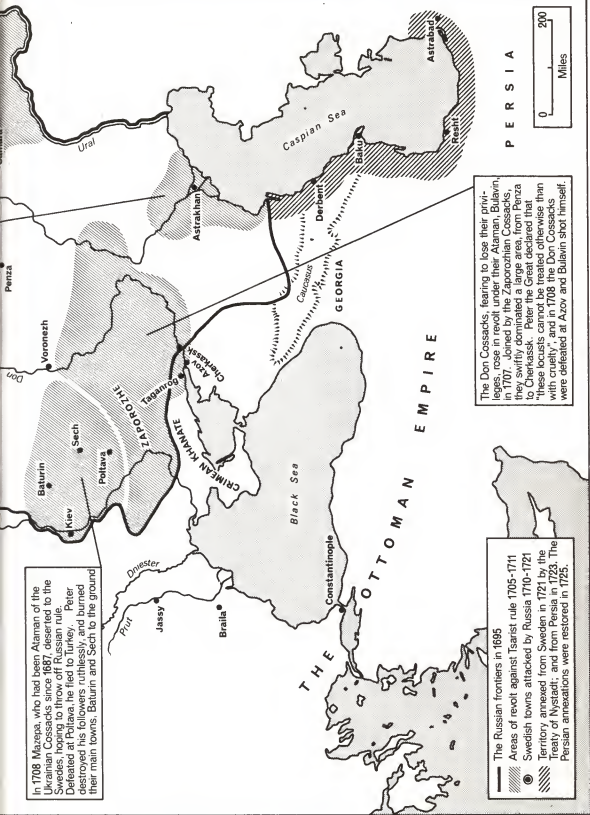 Penza
Ural
Astrakhan
Voronezh
Don
Baturin
Sech
Poltava
Kiev
ZAPOROZHE
Taganrog
Azov
Cherkassk
CRIMEAN KHANATE
Caspian Sea
Astrabad
Resht
Baku
Derbent
Caucasus
GEORGIA
PERSIA
0 200
Miles
Black Sea
Dniester
Prut
Jassy
Braila
Constantinople
THE OTTOMAN EMPIRE
In 1708 Mazepa, who had been Ataman of the
Ukrainian Cossacks since 1687, deserted to the
Swedes, hoping to throw off Russian rule.
Defeated at Poltava, he fled to Turkey. Peter
destroyed his followers ruthlessly, and burned
their main towns, Baturin and Sech to the ground
The Don Cossacks, fearing to lose their privi-
leges, rose in revolt under their Ataman, Bulavin,
in 1707. Joined by the Zaporozhian Cossacks,
they swiftly dominated a large area, from Penza
to Cherkassk. Peter the Great declared that
"these locusts cannot be treated otherwise than
with cruelty", and in 1708 the Don Cossacks
were defeated at Azov and Bulavin shot himself.
The Russian frontiers in 1695
Areas of revolt against Tsarist rule 1705-1711
Swedish towns attacked by Russia 1710-1721
Territory annexed from Sweden in 1721 by the
Treaty of Nystadt; and from Persia in 1723. The
Persian annexations were restored in 1725.